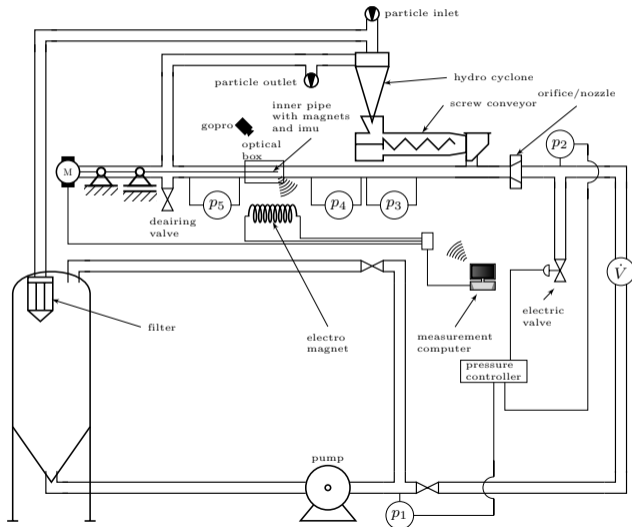 particle inlet
particle outlet
hydro cyclone
inner pipe
with magnets
and imu
screw conveyor
orifice/nozzle
gopro
optical
box
p2
M
p5
p4
p3
deairing
valve
V̇
electric
valve
filter
electro
magnet
measurement
computer
pressure
controller
pump
p1